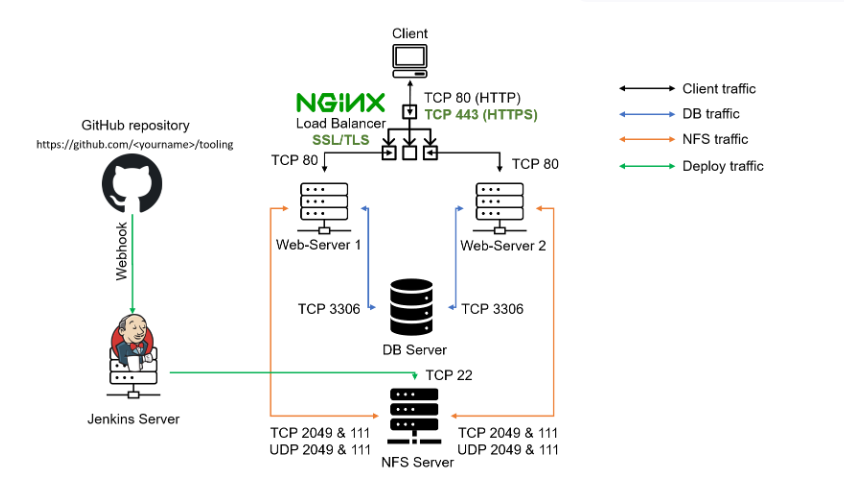 Client
NGiNX
Load Balancer
SSL/TLS
TCP 80 (HTTP)
TCP 443 (HTTPS)
Client traffic
DB traffic
NFS traffic
Deploy traffic
GitHub repository
https://github.com/<yourname>/tooling
TCP 80
TCP 80
Webhook
Web-Server 1
Web-Server 2
TCP 3306
TCP 3306
DB Server
Jenkins Server
TCP 22
TCP 2049 & 111
UDP 2049 & 111
TCP 2049 & 111
UDP 2049 & 111
NFS Server